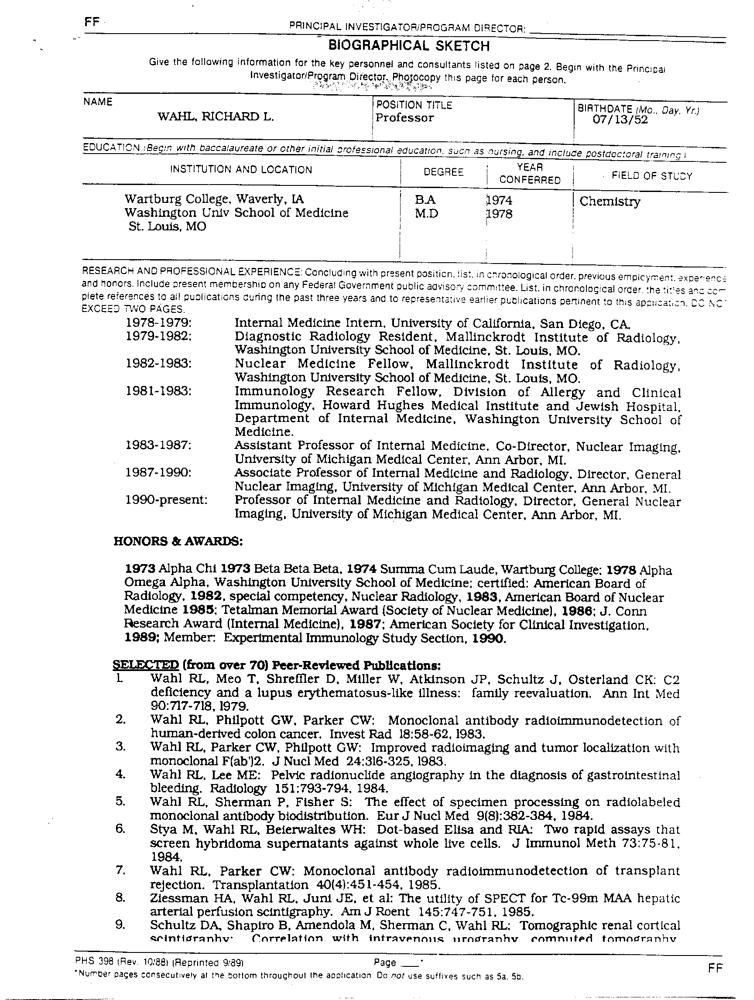 FF
PRINCIPAL INVESTIGATOR/PROGRAM DIRECTOR:
BIOGRAPHICAL SKETCH
Give the following information for the key personnel and consultants listed on page 2. Begin with the Principal
Investigator/Program Director. Photocopy this page for each person.
NAME
WAHL, RICHARD L.
POSITION TITLE
Professor
BIRTHDATE (Mo., Day, Yr.)
07/13/52
EDUCATION (Begin with baccalaureate or other initial professional education, such as nursing, and include postdoctoral training.)
INSTITUTION AND LOCATION
DEGREE
YEAR
CONFERRED
FIELD OF STUDY
Wartburg College, Waverly, IA B.A 1974 Chemistry
Washington Univ School of Medicine M.D 1978
St. Louis, MO
RESEARCH AND PROFESSIONAL EXPERIENCE: Concluding with present position, list, in chronological order, previous employment, experience
and honors. Include present membership on any Federal Government public advisory committee. List, in chronological order, the titles and com-
plete references to all publications during the past three years and to representative earlier publications pertinent to this application. DO NOT
EXCEED TWO PAGES.
1978-1979: Internal Medicine Intern, University of California, San Diego, CA.
1979-1982: Diagnostic Radiology Resident, Mallinckrodt Institute of Radiology,
Washington University School of Medicine, St. Louis, MO.
1982-1983: Nuclear Medicine Fellow, Mallinckrodt Institute of Radiology,
Washington University School of Medicine, St. Louis, MO.
1981-1983: Immunology Research Fellow, Division of Allergy and Clinical
Immunology, Howard Hughes Medical Institute and Jewish Hospital,
Department of Internal Medicine, Washington University School of
Medicine.
1983-1987: Assistant Professor of Internal Medicine, Co-Director, Nuclear Imaging,
University of Michigan Medical Center, Ann Arbor, MI.
1987-1990: Associate Professor of Internal Medicine and Radiology, Director, General
Nuclear Imaging, University of Michigan Medical Center, Ann Arbor, MI.
1990-present: Professor of Internal Medicine and Radiology, Director, General Nuclear
Imaging, University of Michigan Medical Center, Ann Arbor, MI.
HONORS & AWARDS:
1973 Alpha Chi 1973 Beta Beta Beta, 1974 Summa Cum Laude, Wartburg College; 1978 Alpha
Omega Alpha, Washington University School of Medicine; certified: American Board of
Radiology, 1982, special competency, Nuclear Radiology, 1983, American Board of Nuclear
Medicine 1985; Tetalman Memorial Award (Society of Nuclear Medicine), 1986; J. Conn
Research Award (Internal Medicine), 1987; American Society for Clinical Investigation,
1989; Member: Experimental Immunology Study Section, 1990.
SELECTED (from over 70) Peer-Reviewed Publications:
1. Wahl RL, Meo T, Shreffler D, Miller W, Atkinson JP, Schultz J, Osterland CK: C2
deficiency and a lupus erythematosus-like illness: family reevaluation. Ann Int Med
90:717-718, 1979.
2. Wahl RL, Philpott GW, Parker CW: Monoclonal antibody radioimmunodetection of
human-derived colon cancer. Invest Rad 18:58-62, 1983.
3. Wahl RL, Parker CW, Philpott GW: Improved radioimaging and tumor localization with
monoclonal F(ab')2. J Nucl Med 24:316-325, 1983.
4. Wahl RL, Lee ME: Pelvic radionuclide angiography in the diagnosis of gastrointestinal
bleeding. Radiology 151:793-794, 1984.
5. Wahl RL, Sherman P, Fisher S: The effect of specimen processing on radiolabeled
monoclonal antibody biodistribution. Eur J Nucl Med 9(8):382-384, 1984.
6. Stya M, Wahl RL, Beierwaltes WH: Dot-based Elisa and RIA: Two rapid assays that
screen hybridoma supernatants against whole live cells. J Immunol Meth 73:75-81,
1984.
7. Wahl RL, Parker CW: Monoclonal antibody radioimmunodetection of transplant
rejection. Transplantation 40(4):451-454, 1985.
8. Ziessman HA, Wahl RL, Juni JE, et al: The utility of SPECT for Tc-99m MAA hepatic
arterial perfusion scintigraphy. Am J Roent 145:747-751, 1985.
9. Schultz DA, Shapiro B, Amendola M, Sherman C, Wahl RL: Tomographic renal cortical
scintigraphy: Correlation with intravenous urography, computed tomography
PHS 398 (Rev. 10/88) (Reprinted 9/89) Page ___*
*Number pages consecutively at the bottom throughout the application. Do not use suffixes such as 5a, 5b.
FF